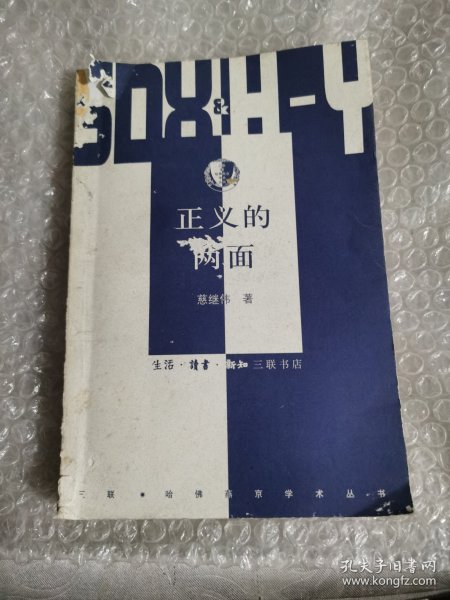 SDX&H-Y
正义的
两面
慈继伟 著
生活·讀書·新知三联书店
三联·哈佛燕京学术丛书
孔夫子旧书网
www.kongfz.com